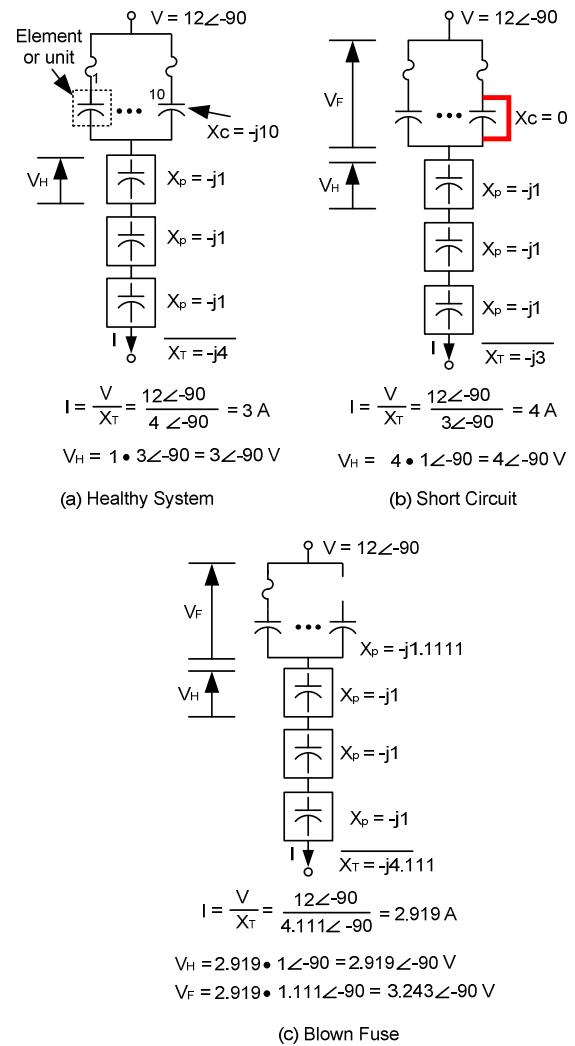 V = 12∠-90
Element
or unit
1
10
Xc = -j10
VH
Xp = -j1
Xp = -j1
Xp = -j1
I
XT = -j4
I = V/XT = 12∠-90/4 ∠-90 = 3 A
VH = 1 • 3∠-90 = 3∠-90 V
(a) Healthy System
V = 12∠-90
VF
Xc = 0
VH
Xp = -j1
Xp = -j1
Xp = -j1
I
XT = -j3
I = V/XT = 12∠-90/3∠-90 = 4 A
VH = 4 • 1∠-90 = 4∠-90 V
(b) Short Circuit
V = 12∠-90
VF
Xp = -j1.1111
VH
Xp = -j1
Xp = -j1
Xp = -j1
I
XT = -j4.111
I = V/XT = 12∠-90/4.111∠ -90 = 2.919 A
VH = 2.919 • 1∠-90 = 2.919∠-90 V
VF = 2.919 • 1.111∠-90 = 3.243∠-90 V
(c) Blown Fuse